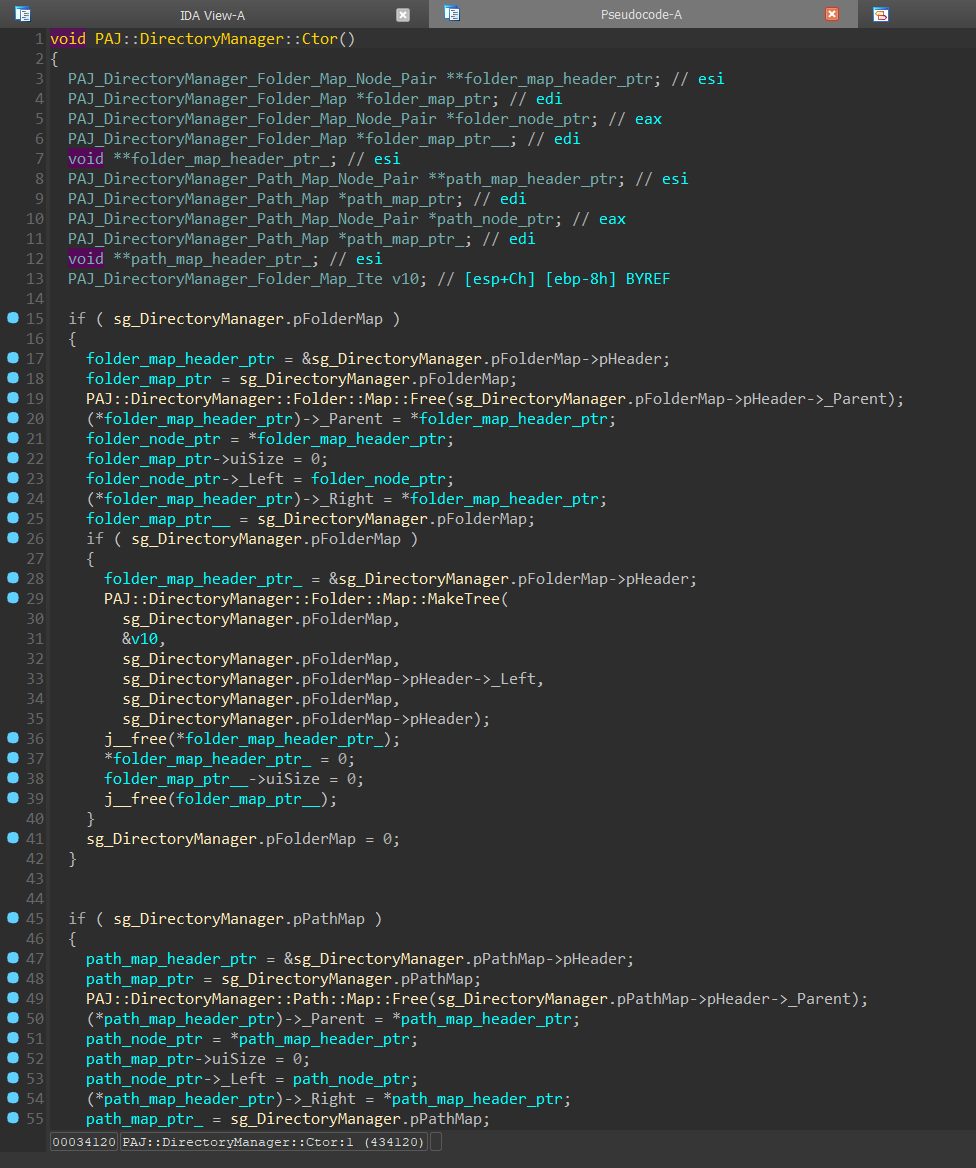 IDA View-A Pseudocode-A
1 void PAJ::DirectoryManager::Ctor()
2 {
3 PAJ_DirectoryManager_Folder_Map_Node_Pair **folder_map_header_ptr; // esi
4 PAJ_DirectoryManager_Folder_Map *folder_map_ptr; // edi
5 PAJ_DirectoryManager_Folder_Map_Node_Pair *folder_node_ptr; // eax
6 PAJ_DirectoryManager_Folder_Map *folder_map_ptr__; // edi
7 void **folder_map_header_ptr_; // esi
8 PAJ_DirectoryManager_Path_Map_Node_Pair **path_map_header_ptr; // esi
9 PAJ_DirectoryManager_Path_Map *path_map_ptr; // edi
10 PAJ_DirectoryManager_Path_Map_Node_Pair *path_node_ptr; // eax
11 PAJ_DirectoryManager_Path_Map *path_map_ptr_; // edi
12 void **path_map_header_ptr_; // esi
13 PAJ_DirectoryManager_Folder_Map_Ite v10; // [esp+Ch] [ebp-8h] BYREF
14
15 if ( sg_DirectoryManager.pFolderMap )
16 {
17 folder_map_header_ptr = &sg_DirectoryManager.pFolderMap->pHeader;
18 folder_map_ptr = sg_DirectoryManager.pFolderMap;
19 PAJ::DirectoryManager::Folder::Map::Free(sg_DirectoryManager.pFolderMap->pHeader->_Parent);
20 (*folder_map_header_ptr)->_Parent = *folder_map_header_ptr;
21 folder_node_ptr = *folder_map_header_ptr;
22 folder_map_ptr->uiSize = 0;
23 folder_node_ptr->_Left = folder_node_ptr;
24 (*folder_map_header_ptr)->_Right = *folder_map_header_ptr;
25 folder_map_ptr__ = sg_DirectoryManager.pFolderMap;
26 if ( sg_DirectoryManager.pFolderMap )
27 {
28 folder_map_header_ptr_ = &sg_DirectoryManager.pFolderMap->pHeader;
29 PAJ::DirectoryManager::Folder::Map::MakeTree(
30 sg_DirectoryManager.pFolderMap,
31 &v10,
32 sg_DirectoryManager.pFolderMap,
33 sg_DirectoryManager.pFolderMap->pHeader->_Left,
34 sg_DirectoryManager.pFolderMap,
35 sg_DirectoryManager.pFolderMap->pHeader);
36 j__free(*folder_map_header_ptr_);
37 *folder_map_header_ptr_ = 0;
38 folder_map_ptr__->uiSize = 0;
39 j__free(folder_map_ptr__);
40 }
41 sg_DirectoryManager.pFolderMap = 0;
42 }
43
44
45 if ( sg_DirectoryManager.pPathMap )
46 {
47 path_map_header_ptr = &sg_DirectoryManager.pPathMap->pHeader;
48 path_map_ptr = sg_DirectoryManager.pPathMap;
49 PAJ::DirectoryManager::Path::Map::Free(sg_DirectoryManager.pPathMap->pHeader->_Parent);
50 (*path_map_header_ptr)->_Parent = *path_map_header_ptr;
51 path_node_ptr = *path_map_header_ptr;
52 path_map_ptr->uiSize = 0;
53 path_node_ptr->_Left = path_node_ptr;
54 (*path_map_header_ptr)->_Right = *path_map_header_ptr;
55 path_map_ptr_ = sg_DirectoryManager.pPathMap;
00034120 PAJ::DirectoryManager::Ctor:1 (434120)